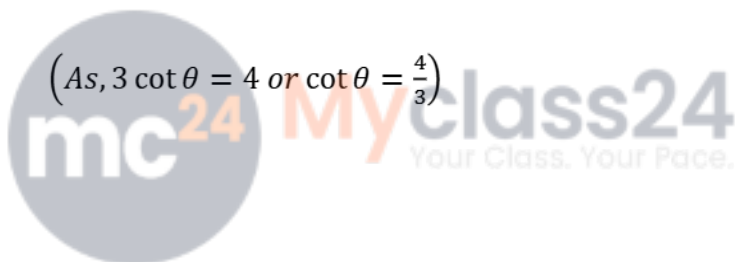 (As, 3 cot θ = 4 or cot θ = 4/3)
mc24 Myclass24
Your Class. Your Pace.